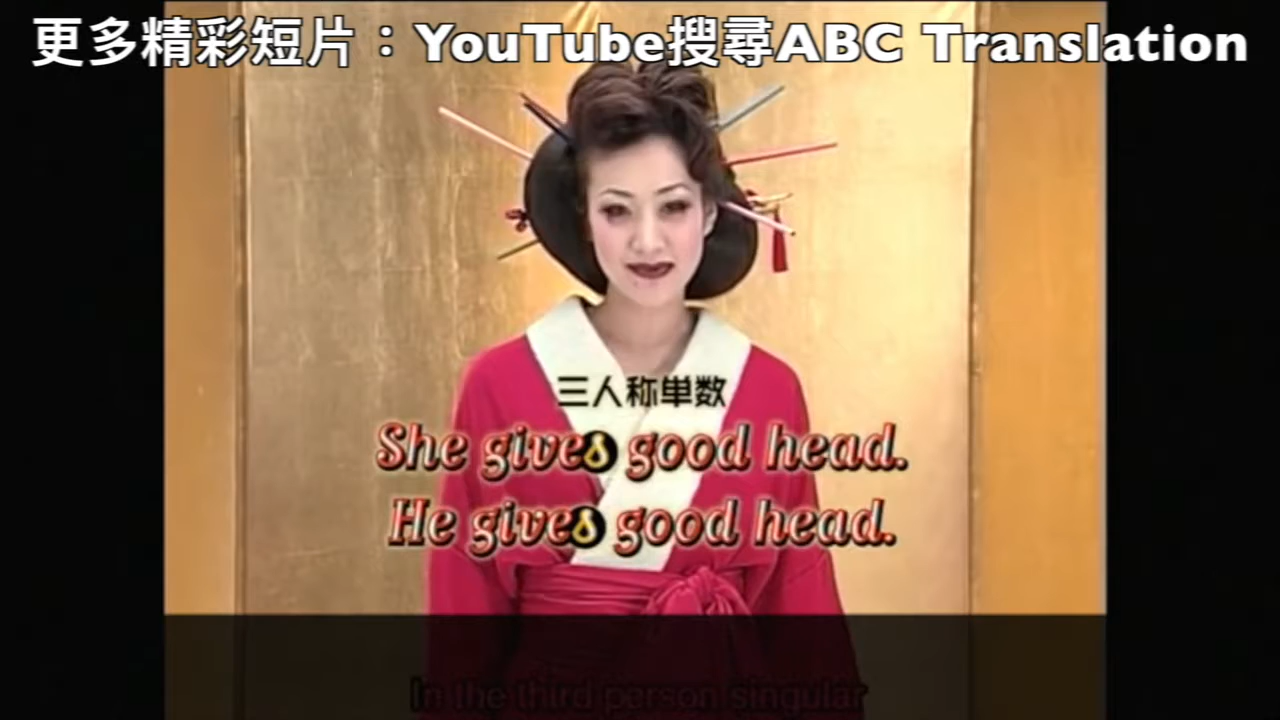 更多精彩短片：YouTube搜尋ABC Translation
三人称単数
She gives good head.
He gives good head.
In the third person singular